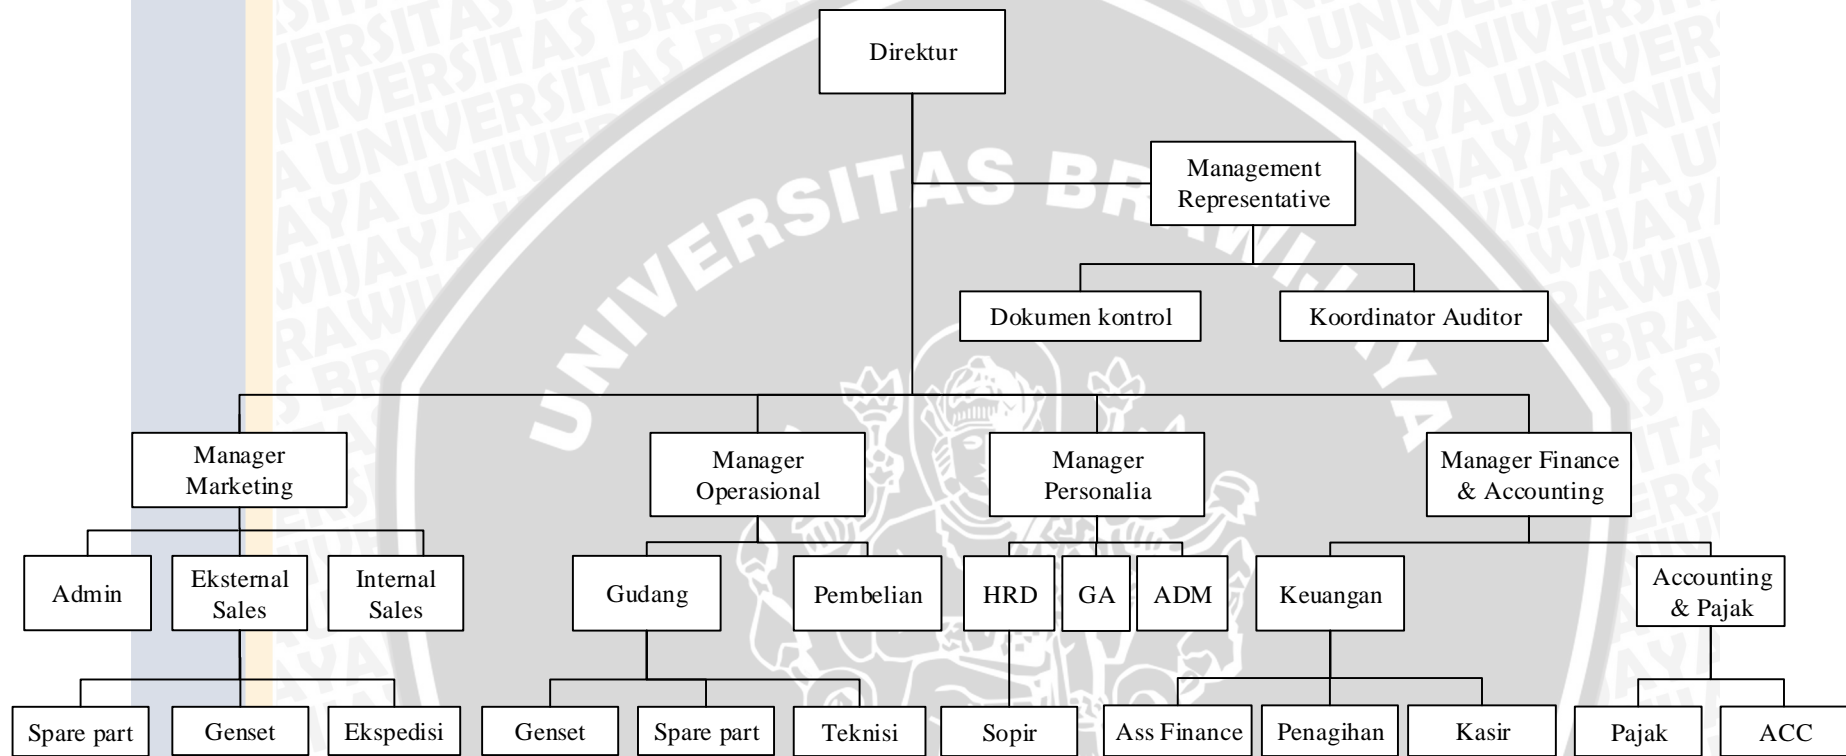 Direktur
Management
Representative
Dokumen kontrol
Koordinator Auditor
Manager
Marketing
Manager
Operasional
Manager
Personalia
Manager Finance
& Accounting
Admin
Eksternal
Sales
Internal
Sales
Gudang
Pembelian
HRD
GA
ADM
Keuangan
Accounting
& Pajak
Spare part
Genset
Ekspedisi
Genset
Spare part
Teknisi
Sopir
Ass Finance
Penagihan
Kasir
Pajak
ACC